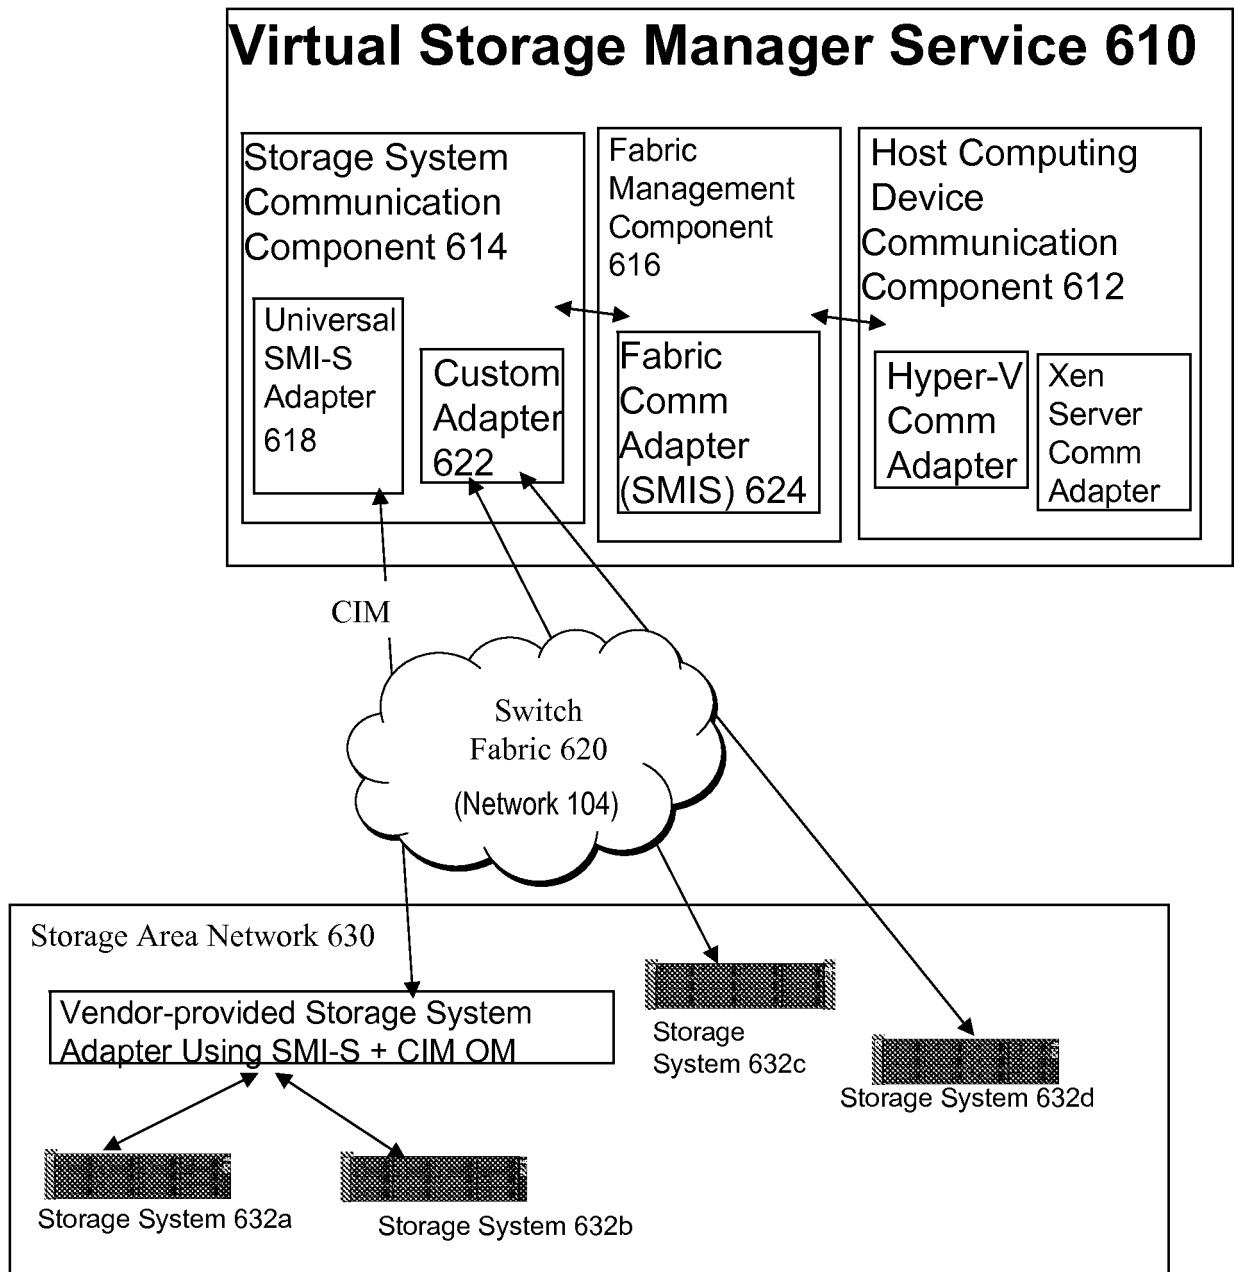 Virtual Storage Manager Service 610
Storage System
Communication
Component 614
Universal
SMI-S
Adapter
618
Custom
Adapter
622
Fabric
Management
Component
616
Fabric
Comm
Adapter
(SMIS) 624
Host Computing
Device
Communication
Component 612
Hyper-V
Comm
Adapter
Xen
Server
Comm
Adapter
CIM
Switch
Fabric 620
(Network 104)
Storage Area Network 630
Vendor-provided Storage System
Adapter Using SMI-S + CIM OM
Storage
System 632c
Storage System 632d
Storage System 632a
Storage System 632b